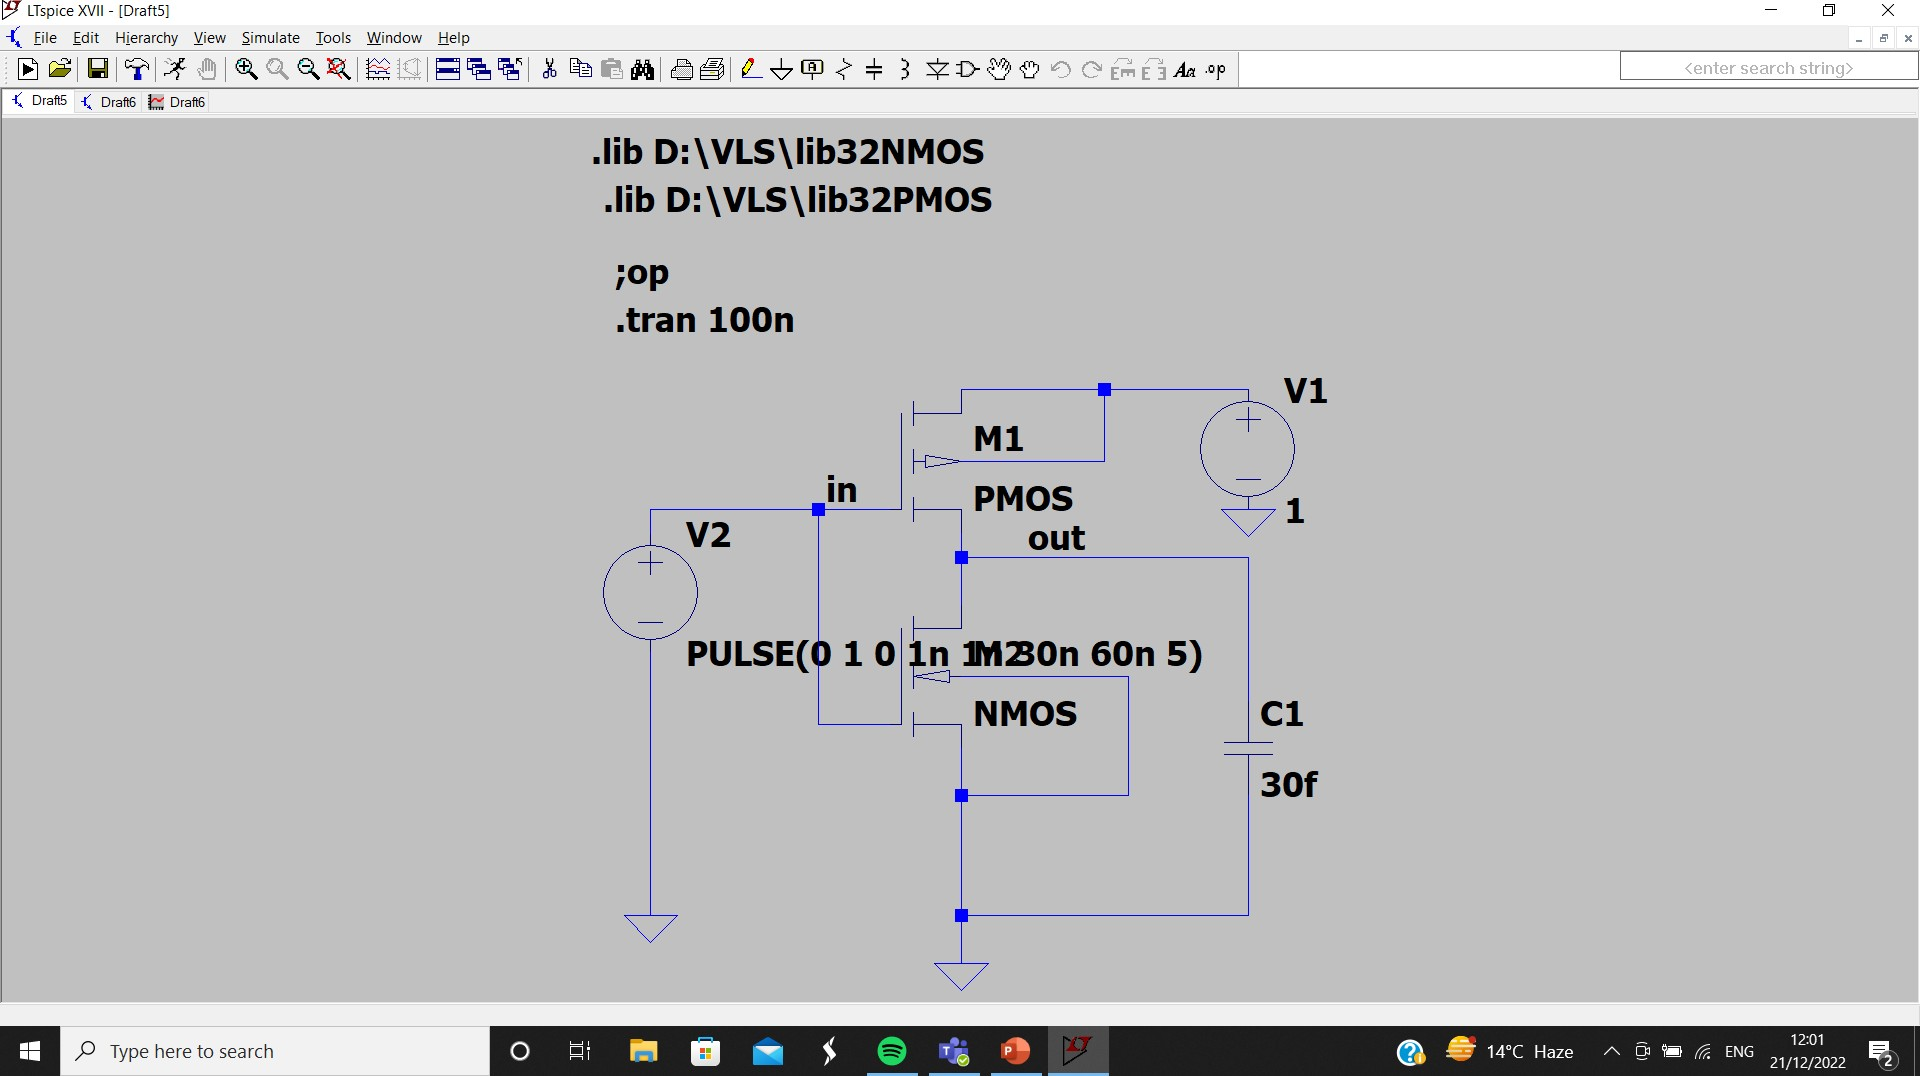 LTspice XVII - [Draft5]
File Edit Hierarchy View Simulate Tools Window Help
Aa .op
<enter search string>
Draft5 Draft6 Draft6
.lib D:\VLS\lib32NMOS
.lib D:\VLS\lib32PMOS
;op
.tran 100n
V1
M1
in
PMOS
1
V2
out
PULSE(0 1 0 1n 1n 30n 60n 5)
M2
NMOS
C1
30f
Type here to search
14°C Haze
ENG
12:01
21/12/2022
2